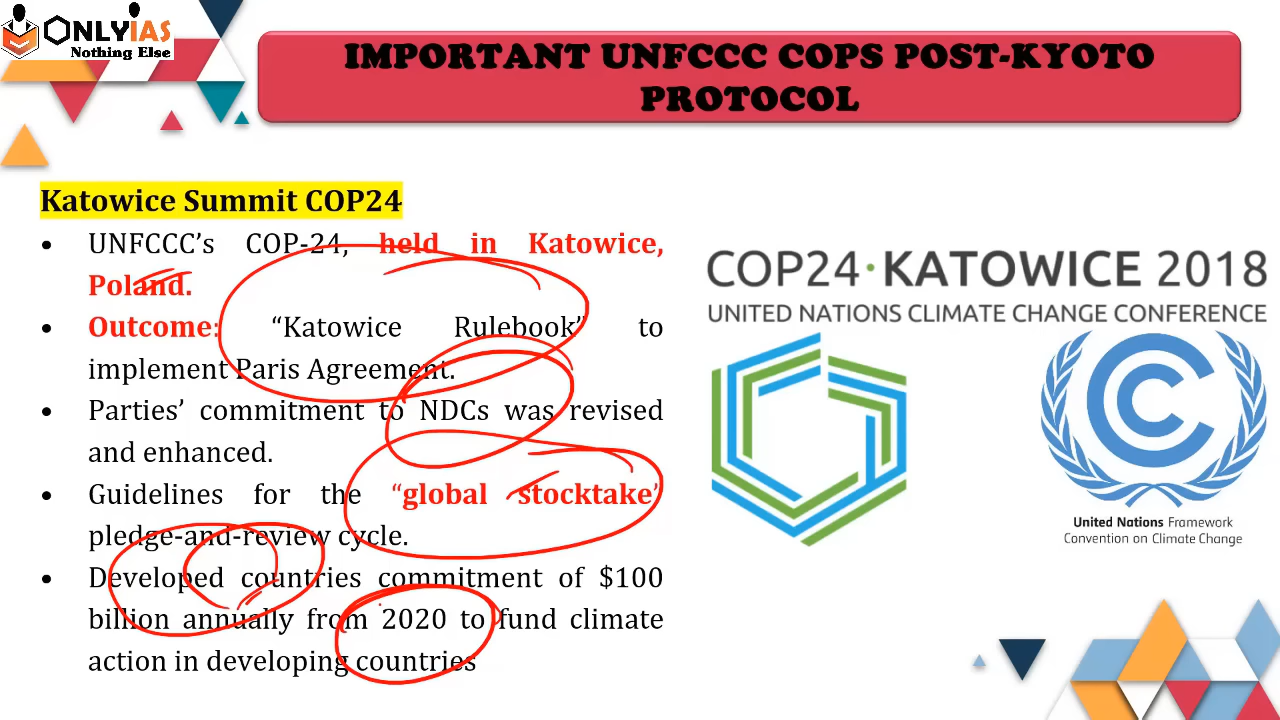 ONLYIAS
Nothing Else
IMPORTANT UNFCCC COPS POST-KYOTO
PROTOCOL
Katowice Summit COP24
• UNFCCC’s COP-24, held in Katowice,
Poland.
• Outcome: “Katowice Rulebook” to
implement Paris Agreement.
• Parties’ commitment to NDCs was revised
and enhanced.
• Guidelines for the “global stocktake”
pledge-and-review cycle.
• Developed countries commitment of $100
billion annually from 2020 to fund climate
action in developing countries
COP24·KATOWICE 2018
UNITED NATIONS CLIMATE CHANGE CONFERENCE
United Nations Framework
Convention on Climate Change